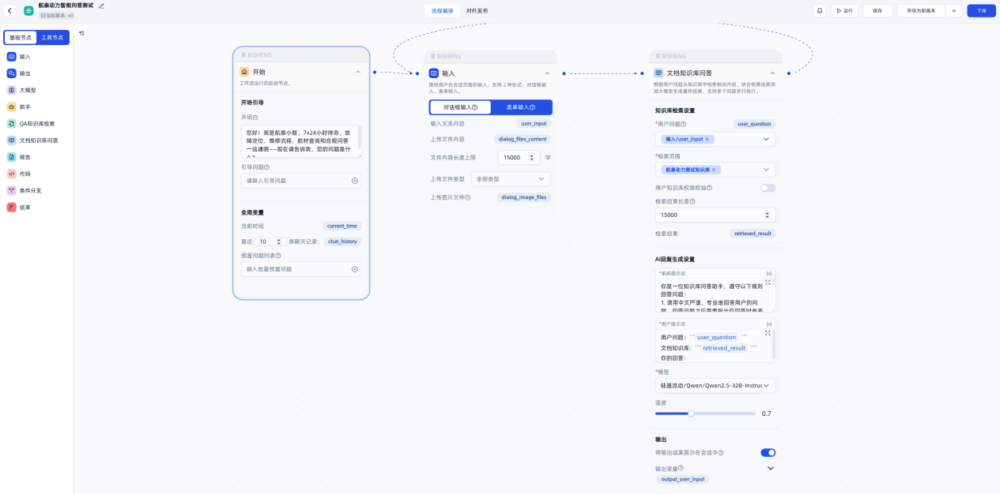 航泰动力智能问答测试
当前版本: v0
流程编排
对外发布
运行
保存
另存为新版本
下线
基础节点
工具节点
输入
输出
大模型
助手
QA知识库检索
文档知识库问答
报告
代码
条件分支
结束
BISHENG
开始
工作流运行的起始节点。
开场引导
开场白
您好！我是航泰小智，7×24小时待命，故
障定位、维修流程、航材查询和合规问答
一站通晓——现在请告诉我，您的问题是什
么？
引导问题
请输入引导问题
全局变量
当前时间
current_time
最近 10 条聊天记录:
chat_history
预置问题列表
输入批量预置问题
BISHENG
输入
接收用户在会话页面的输入，支持 2 种形式：对话框输
入，表单输入。
对话框输入
表单输入
输入文本内容
user_input
上传文件内容
dialog_files_content
文件内容长度上限
15000
字
上传文件类型
全部类型
上传图片文件
dialog_image_files
BISHENG
文档知识库问答
根据用户问题从知识库中检索相关内容，结合检索结果调
用大模型生成最终结果，支持多个问题并行执行。
知识库检索设置
*用户问题
user_question
输入/user_input ×
*检索范围
航泰动力测试知识库 ×
用户知识库权限校验
检索结果长度
15000
检索结果
retrieved_result
AI回复生成设置
*系统提示词
{x}
你是一位知识库问答助手，遵守以下规则
回答问题：
1. 请用中文严谨、专业地回答用户的问
题，回答问题之后需要指出你回答时参考
*用户提示词
{x}
用户问题：``` user_question ```
文档知识库：``` retrieved_result ```
你的回答：
*模型
硅基流动/Qwen/Qwen2.5-32B-Instruc
温度
0.7
输出
将输出结果展示在会话中
输出变量
output_user_input